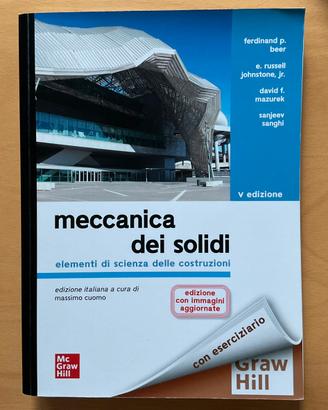 ferdinand p.
beer
e. russell
johnstone, jr.
david f.
mazurek
sanjeev
sanghi
v edizione
meccanica
dei solidi
elementi di scienza delle costruzioni
edizione italiana a cura di
massimo cuomo
edizione
con immagini
aggiornate
con eserciziario
Mc
Graw
Hill
Graw
Hill